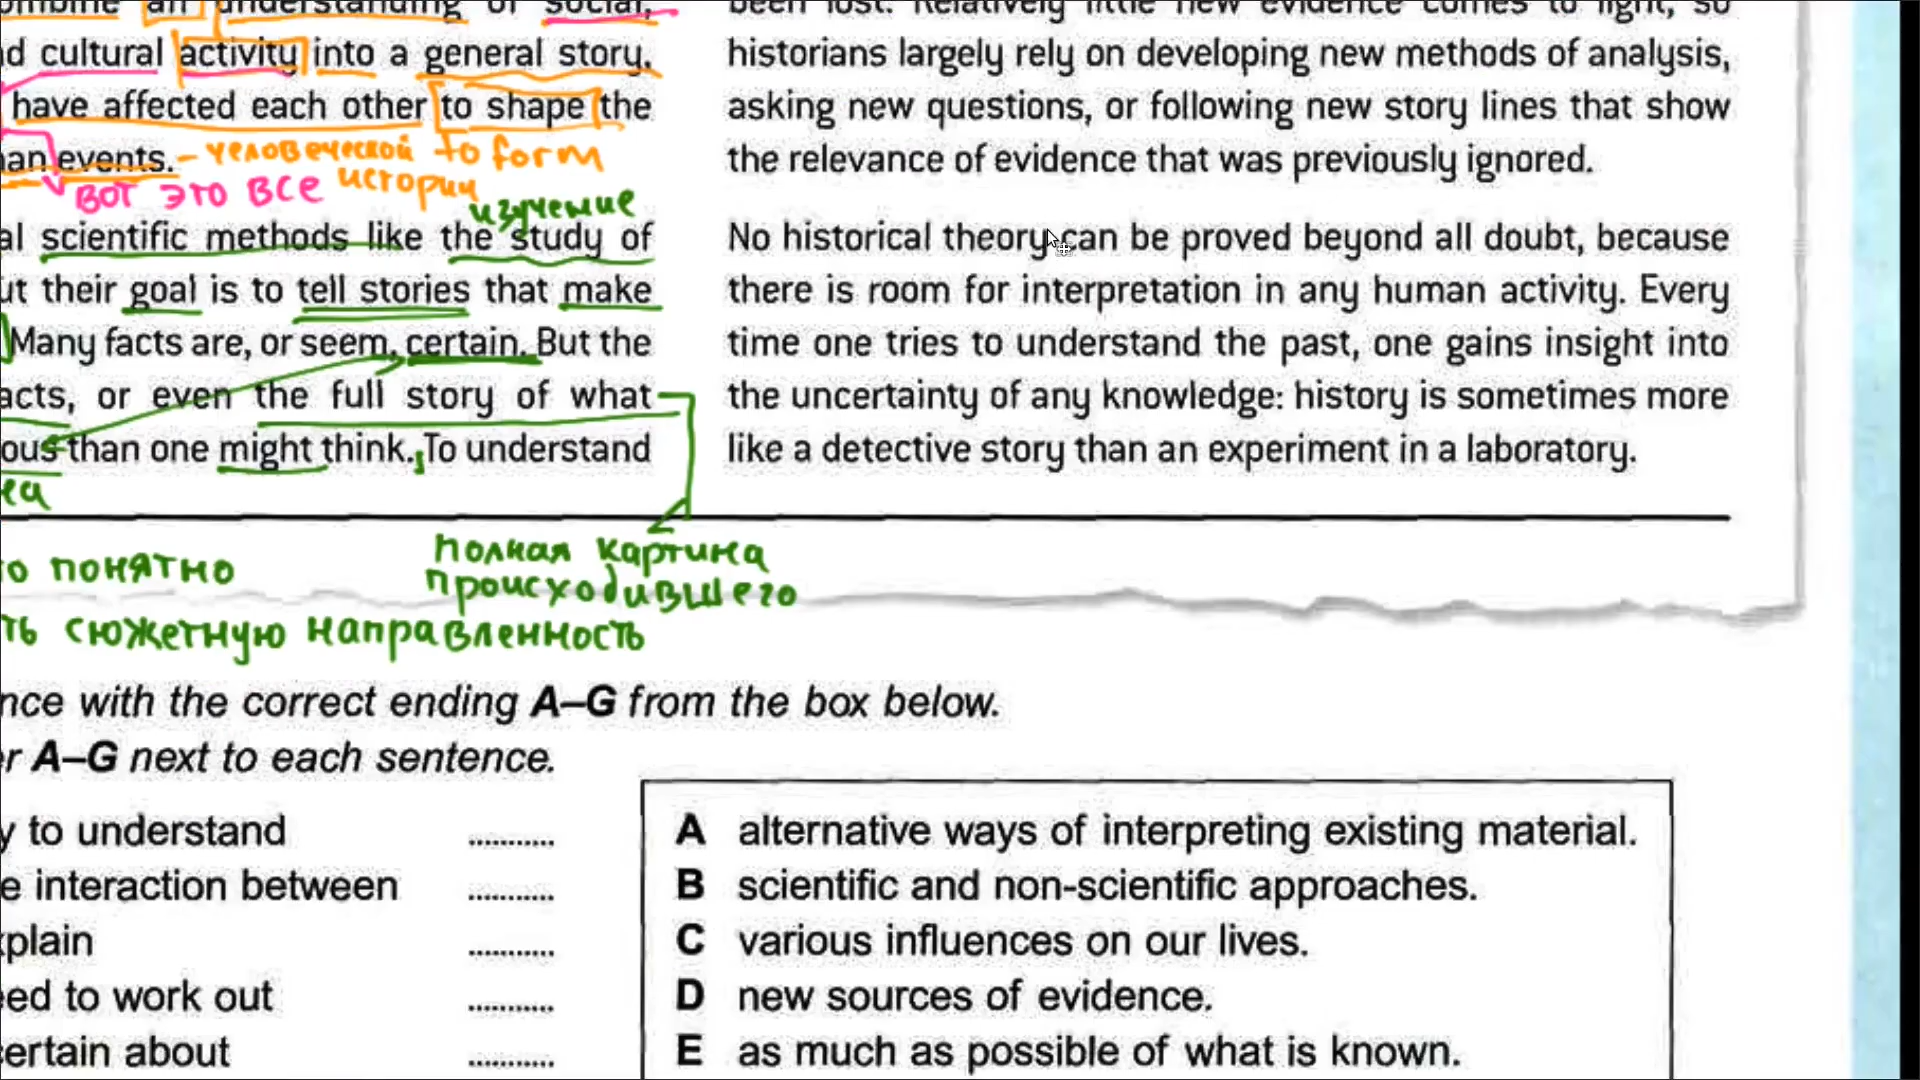 combine an understanding of social,
d cultural activity into a general story,
have affected each other to shape the
an events. - человеческой to form
вот это все истории
изучение
al scientific methods like the study of
ut their goal is to tell stories that make
Many facts are, or seem, certain. But the
acts, or even the full story of what
ous than one might think. To understand
ea
о понятно
полная картина
происходившего
ть сюжетную направленность
been lost. Relatively little new evidence comes to light, so
historians largely rely on developing new methods of analysis,
asking new questions, or following new story lines that show
the relevance of evidence that was previously ignored.
No historical theory can be proved beyond all doubt, because
there is room for interpretation in any human activity. Every
time one tries to understand the past, one gains insight into
the uncertainty of any knowledge: history is sometimes more
like a detective story than an experiment in a laboratory.
nce with the correct ending A–G from the box below.
r A–G next to each sentence.
y to understand ...........
e interaction between ...........
xplain ...........
eed to work out ...........
certain about ...........
A alternative ways of interpreting existing material.
B scientific and non-scientific approaches.
C various influences on our lives.
D new sources of evidence.
E as much as possible of what is known.